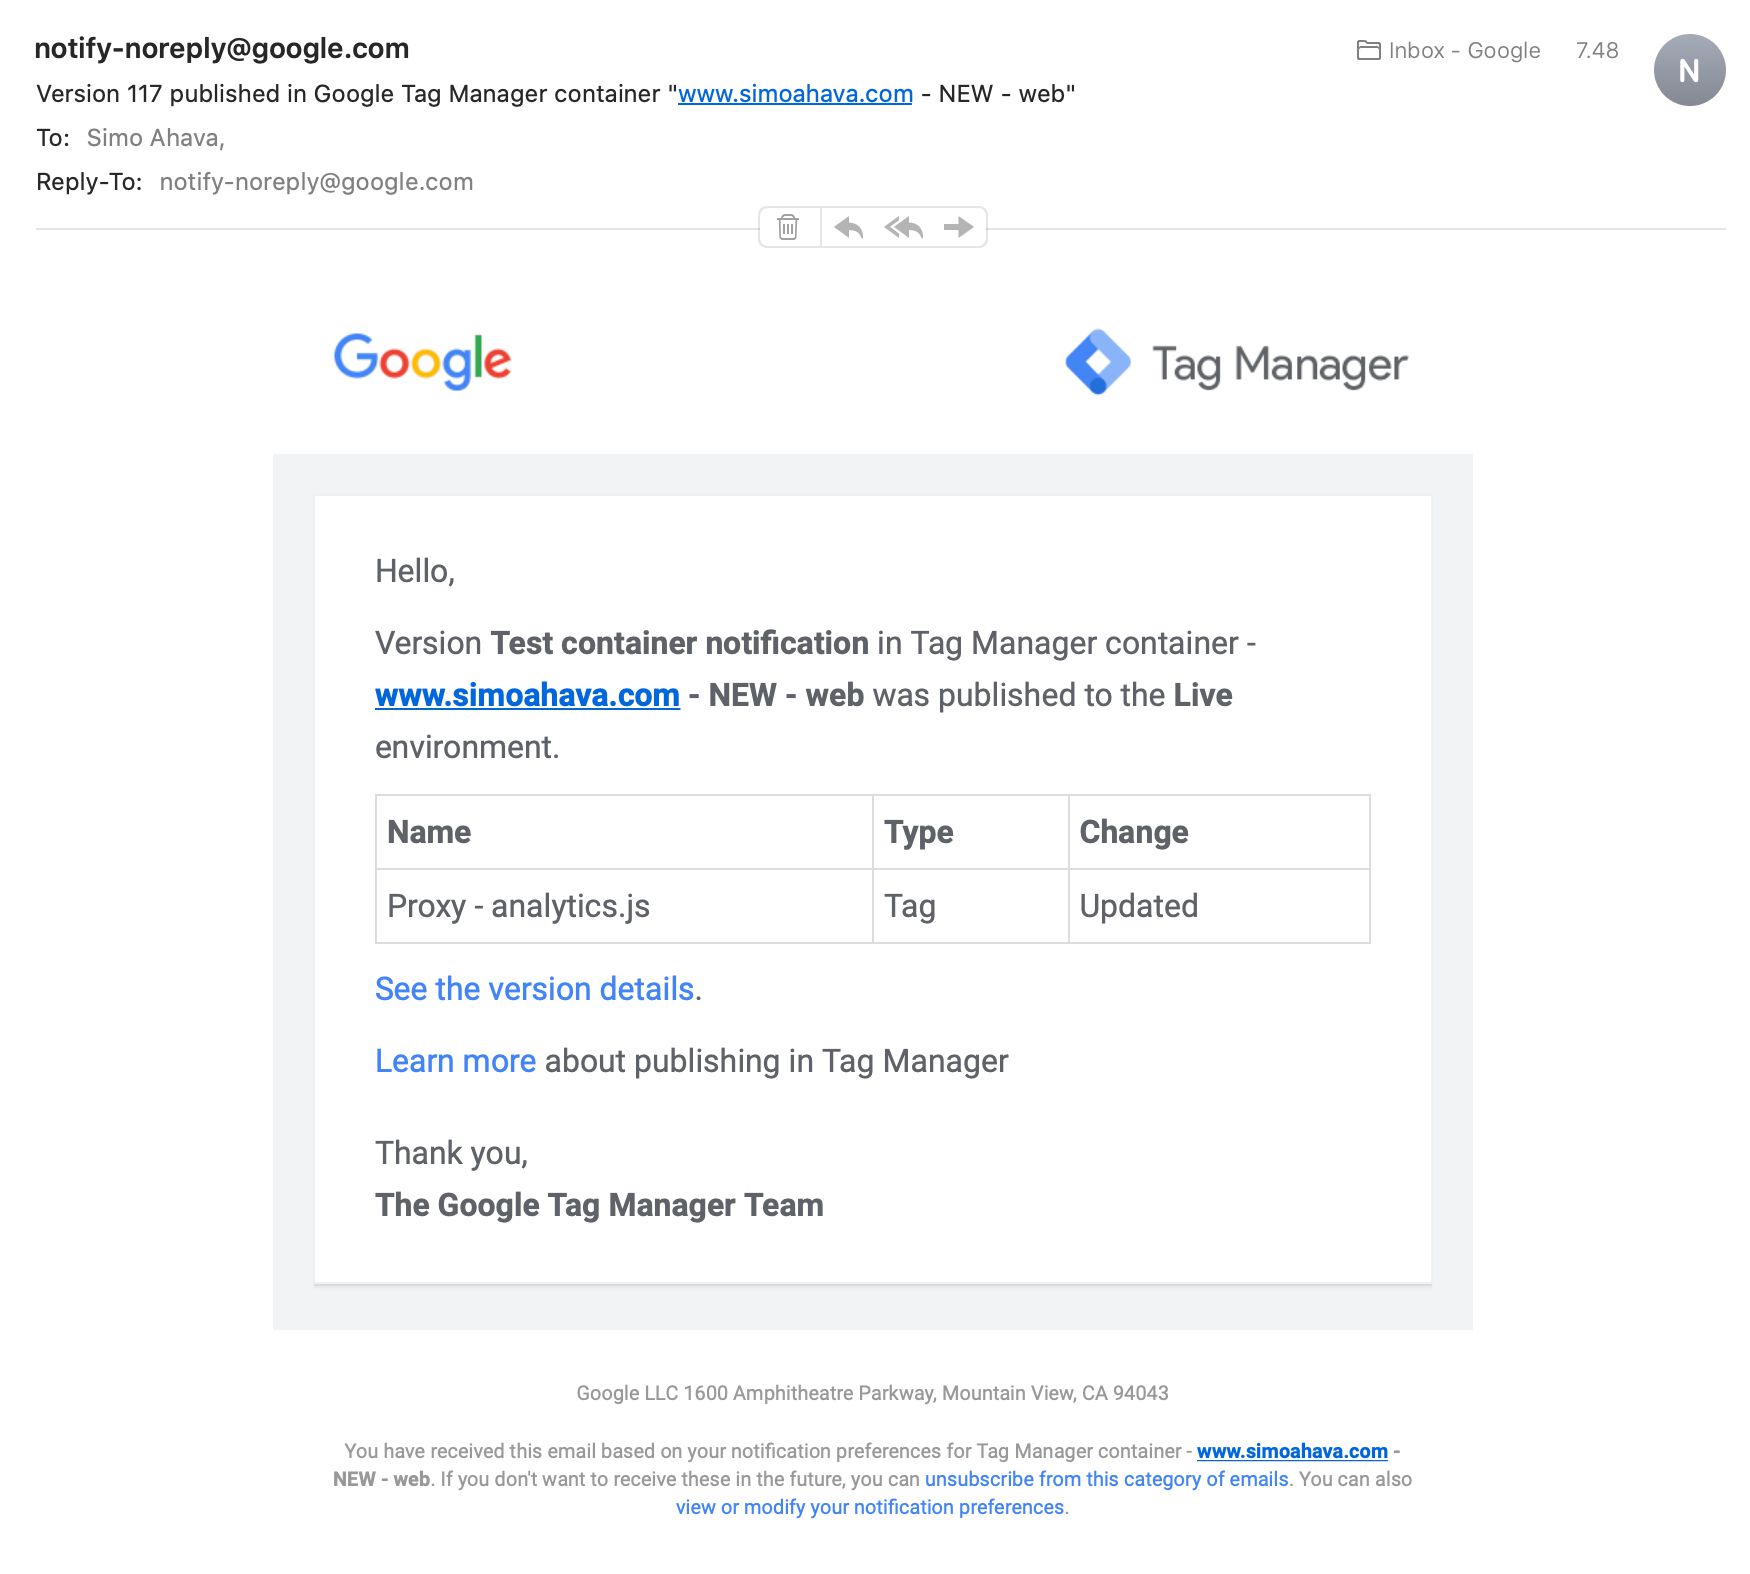 notify-noreply@google.com
Inbox - Google 7.48
N
Version 117 published in Google Tag Manager container "www.simoahava.com - NEW - web"
To: Simo Ahava,
Reply-To: notify-noreply@google.com
Google
Tag Manager
Hello,
Version Test container notification in Tag Manager container -
www.simoahava.com - NEW - web was published to the Live
environment.
Name Type Change
Proxy - analytics.js Tag Updated
See the version details.
Learn more about publishing in Tag Manager
Thank you,
The Google Tag Manager Team
Google LLC 1600 Amphitheatre Parkway, Mountain View, CA 94043
You have received this email based on your notification preferences for Tag Manager container - www.simoahava.com -
NEW - web. If you don't want to receive these in the future, you can unsubscribe from this category of emails. You can also
view or modify your notification preferences.